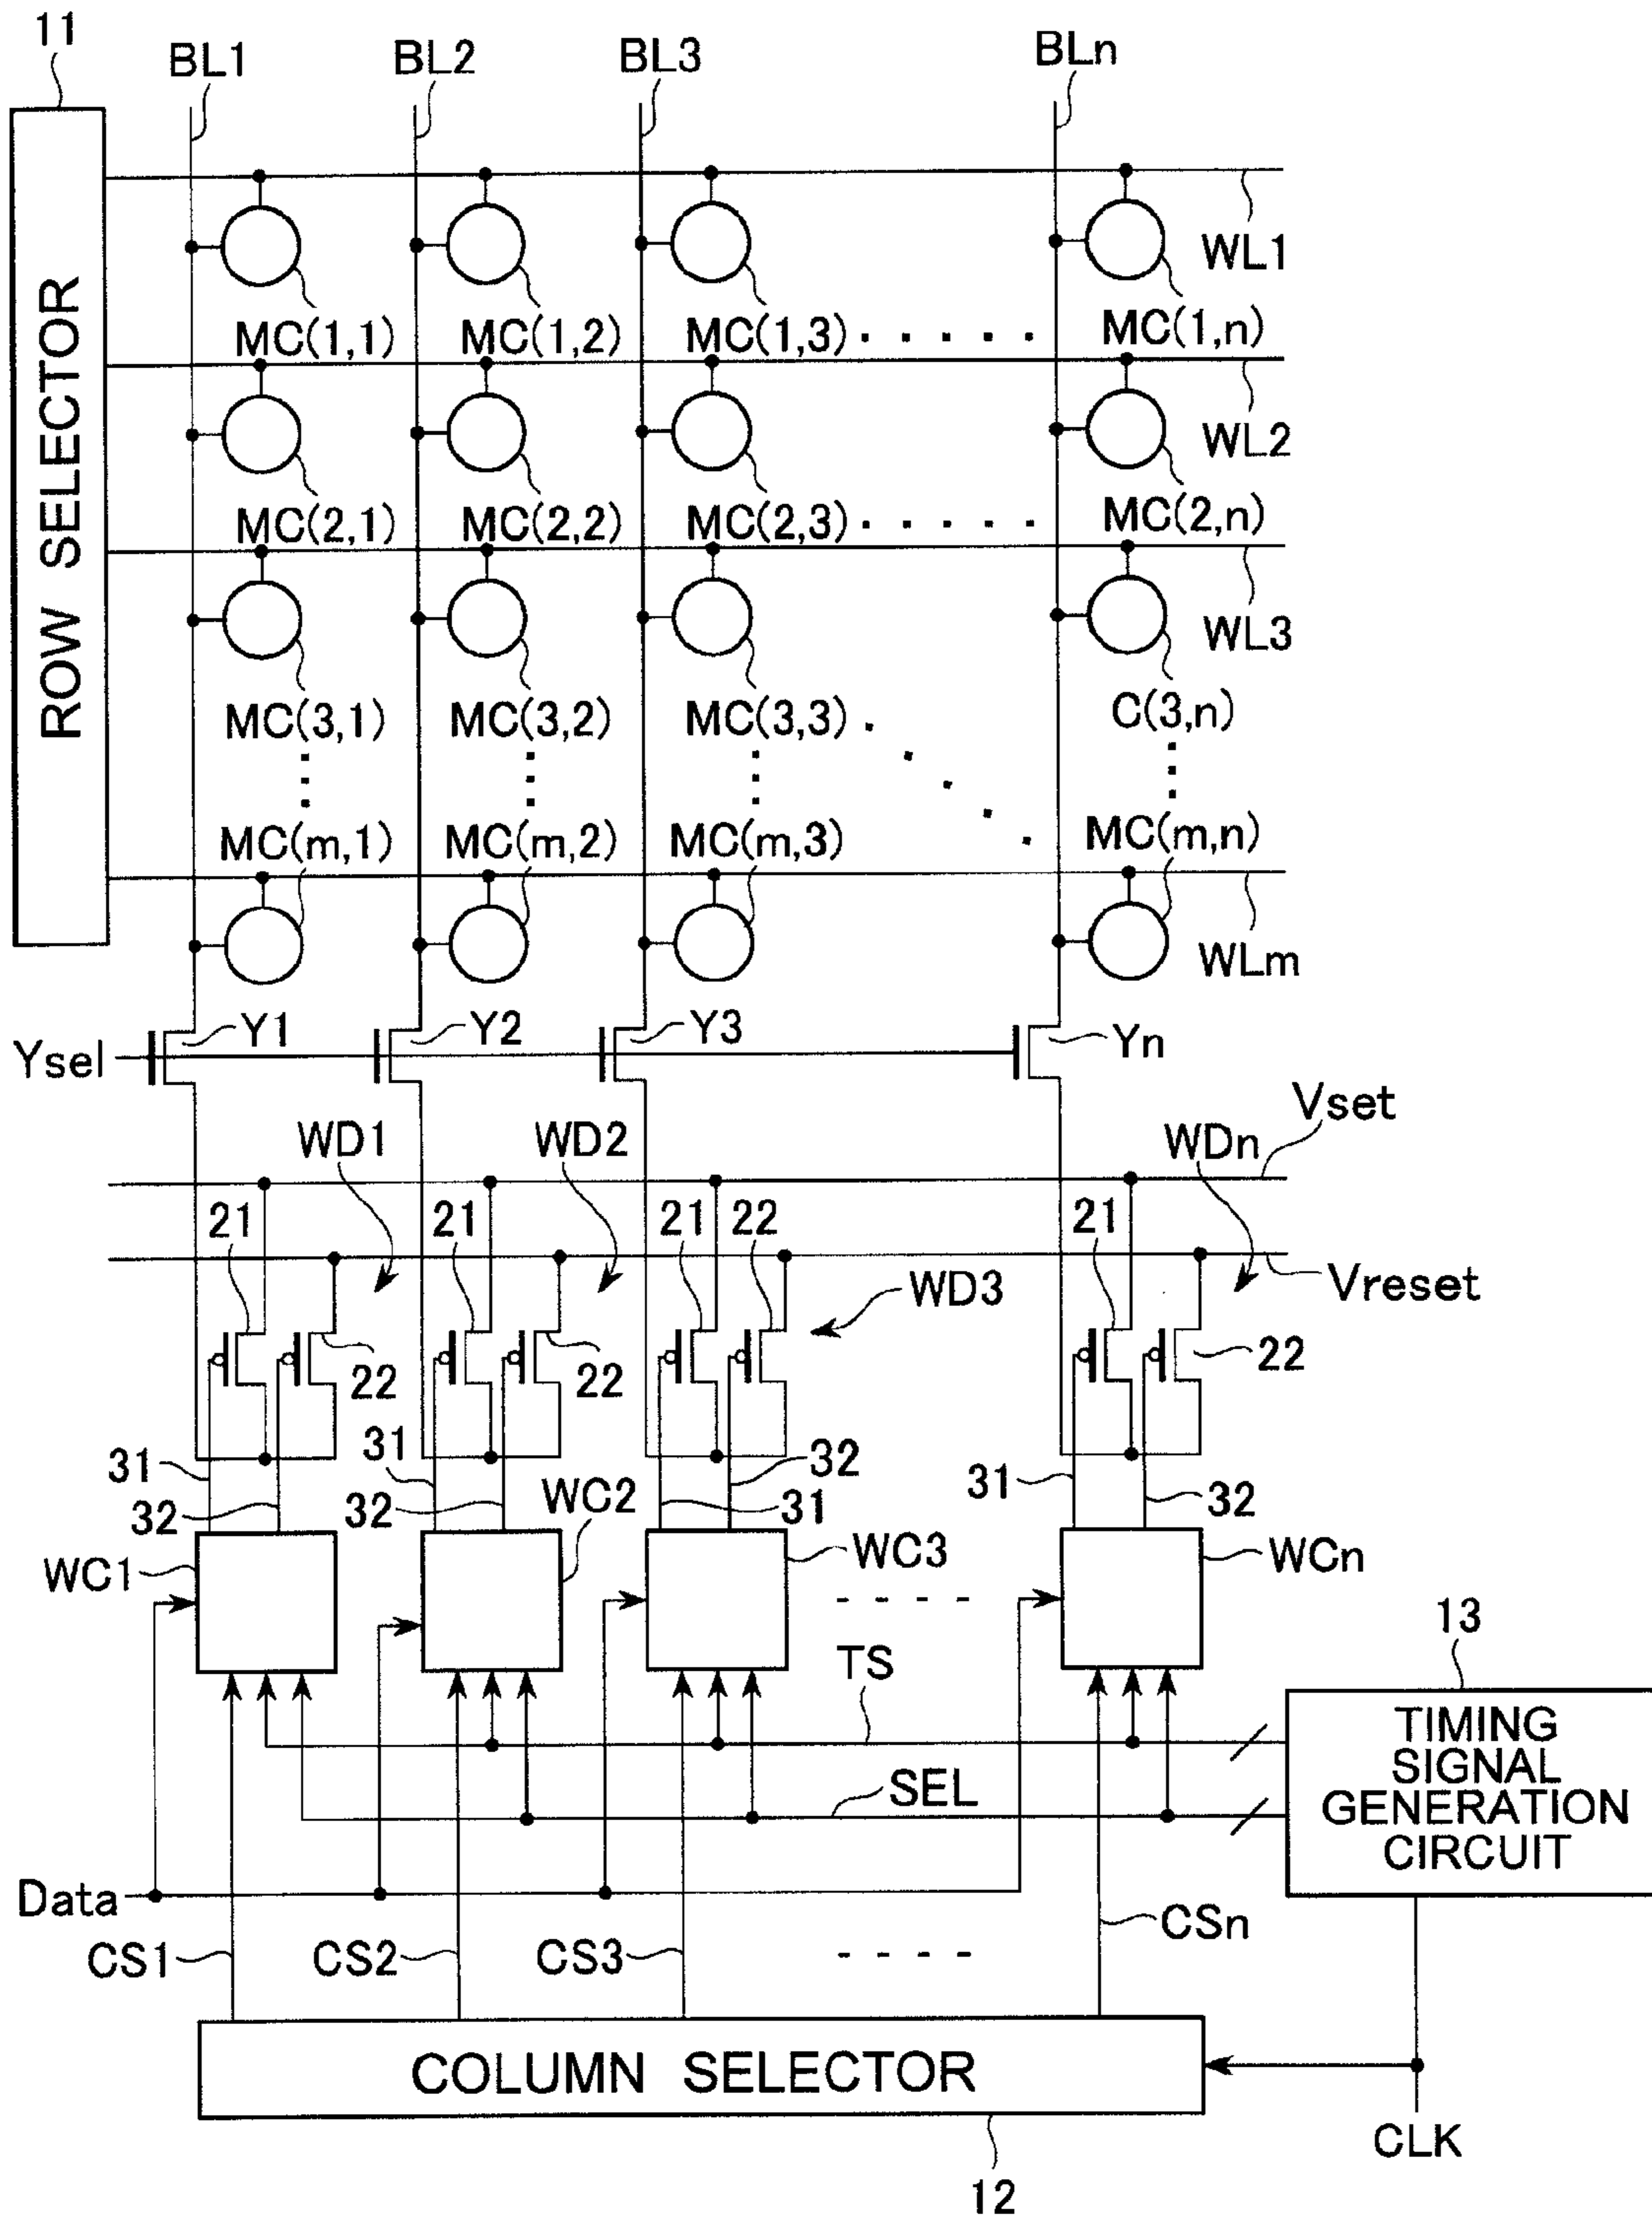 11
BL1 BL2 BL3 BLn
ROW SELECTOR
WL1
MC(1,1) MC(1,2) MC(1,3) · · · · · MC(1,n)
WL2
MC(2,1) MC(2,2) MC(2,3) · · · · · MC(2,n)
WL3
MC(3,1) MC(3,2) MC(3,3) C(3,n)
MC(m,1) MC(m,2) MC(m,3) MC(m,n)
WLm
Ysel Y1 Y2 Y3 Yn
Vset
WD1 WD2 WDn
21 21 21 22 21
Vreset
WD3
22 22 22
31 31 32 31
32 32 WC2 31 32
WC1 WC3 WCn
- - - -
13
TS
TIMING
SIGNAL
GENERATION
CIRCUIT
SEL
Data
CS1 CS2 CS3 - - - - CSn
COLUMN SELECTOR
CLK
12